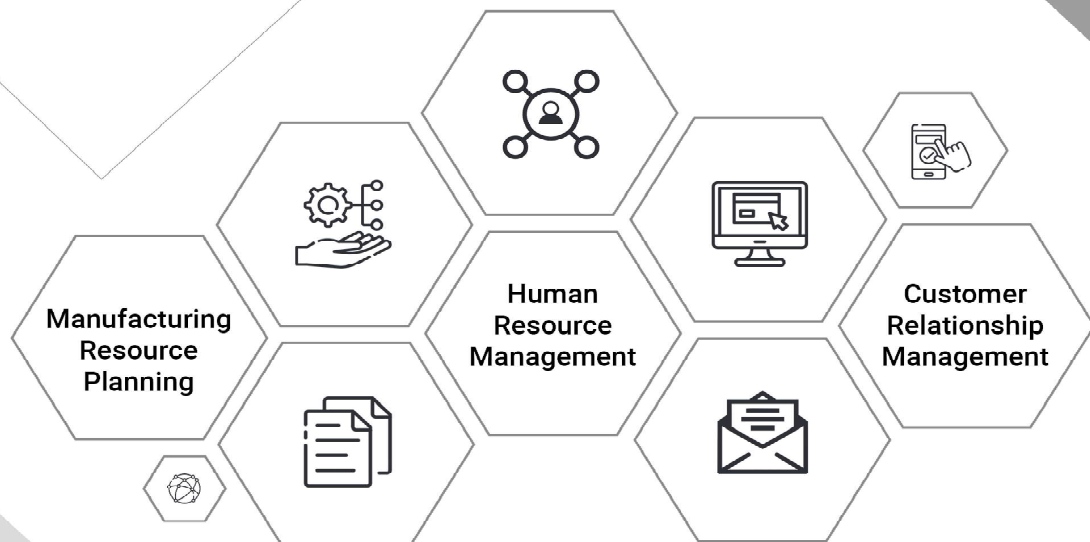 Manufacturing
Resource
Planning
Human
Resource
Management
Customer
Relationship
Management